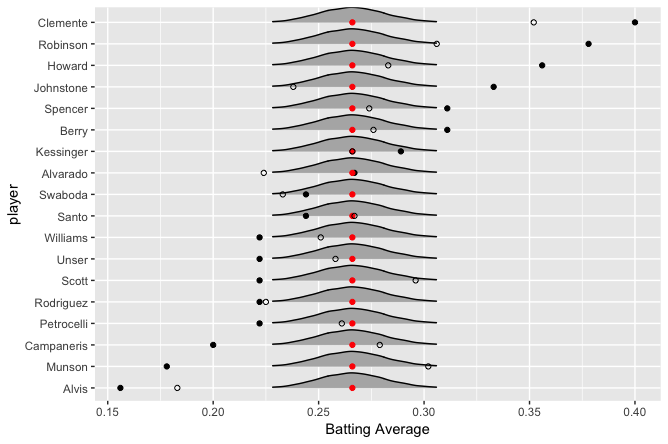 Clemente
Robinson
Howard
Johnstone
Spencer
Berry
Kessinger
Alvarado
Swaboda
Santo
Williams
Unser
Scott
Rodriguez
Petrocelli
Campaneris
Munson
Alvis
player
0.15 0.20 0.25 0.30 0.35 0.40
Batting Average